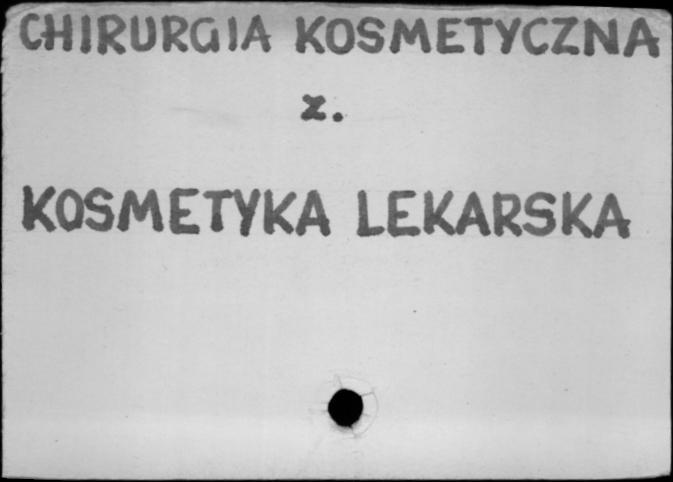 CHIRURGIA KOSMETYCZNA
z.
KOSMETYKA LEKARSKA